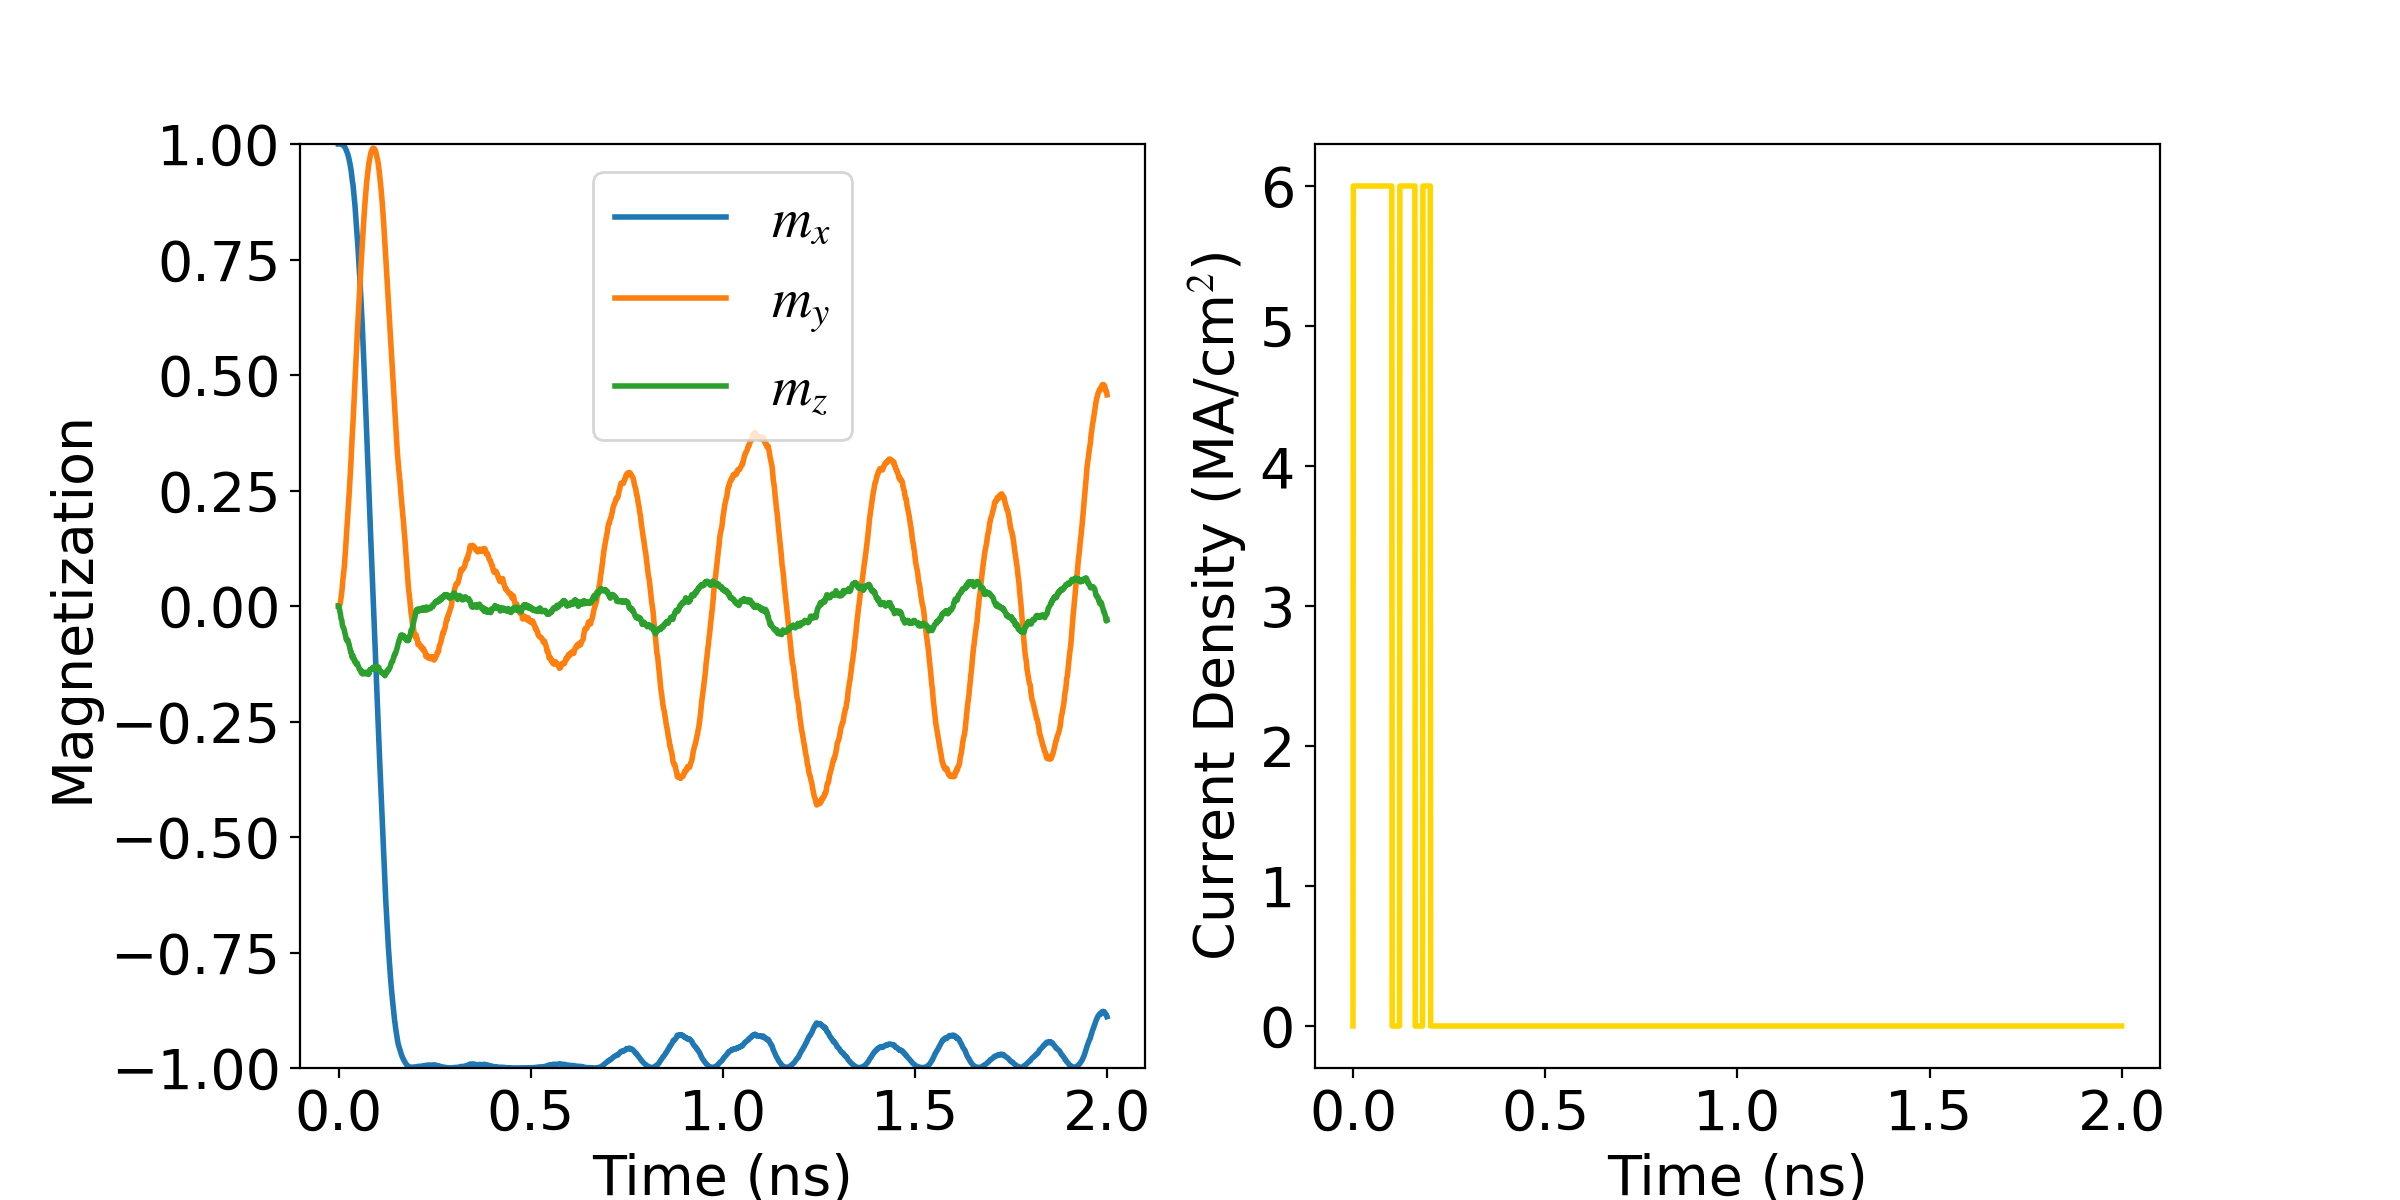 1.00
0.75
0.50
0.25
0.00
−0.25
−0.50
−0.75
−1.00
Magnetization
0.0 0.5 1.0 1.5 2.0
Time (ns)
m_x
m_y
m_z
6
5
4
3
2
1
0
Current Density (MA/cm²)
0.0 0.5 1.0 1.5 2.0
Time (ns)